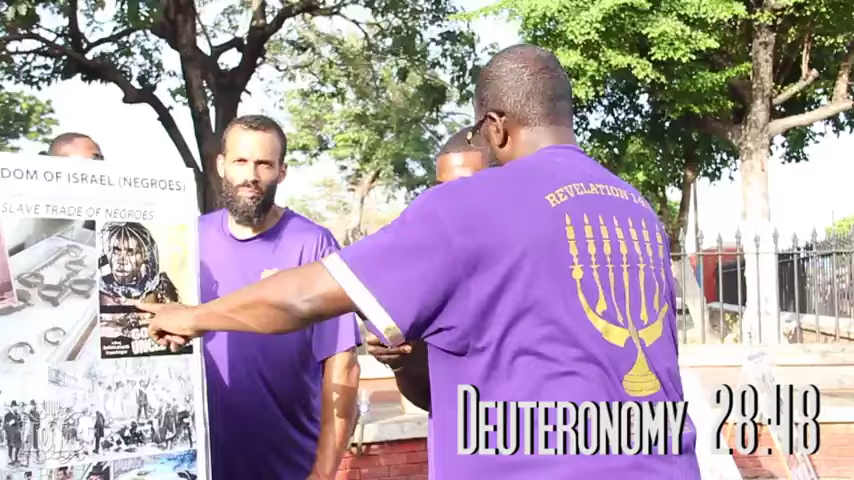 DOM OF ISRAEL (NEGROES)
SLAVE TRADE OF NEGROES
REVELATION 14:
DEUTERONOMY 28:48